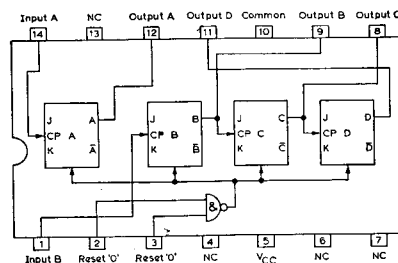 Input A NC Output A Output D Common Output B Output C
14 13 12 11 10 9 8
J A J B J C J D
CP A CP B CP C CP D
K A̅ K B̅ K C̅ K D̅
1 2 3 4 5 6 7
Input B Reset '0' Reset '0' NC VCC NC NC